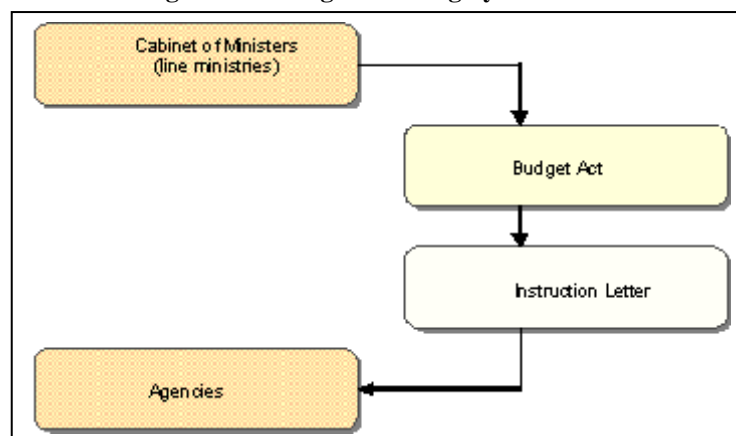 Cabinet of Ministers
(line ministries)
Budget Act
Instruction Letter
Agencies